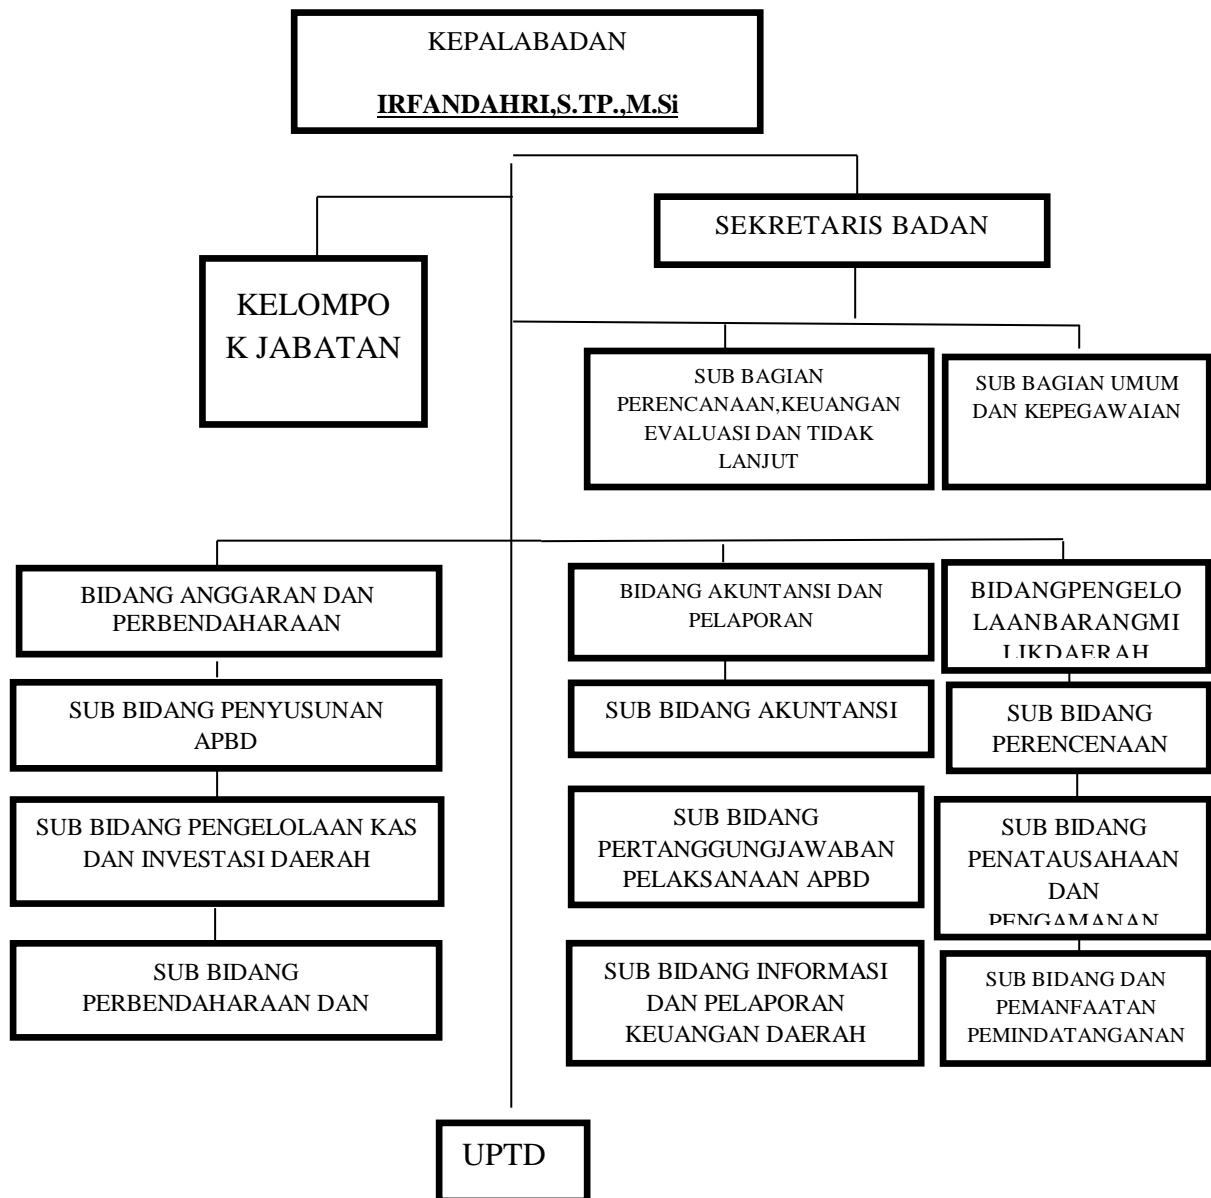 KEPALABADAN
IRFANDAHRI,S.TP.,M.Si
SEKRETARIS BADAN
KELOMPO
K JABATAN
SUB BAGIAN
PERENCANAAN,KEUANGAN
EVALUASI DAN TIDAK
LANJUT
SUB BAGIAN UMUM
DAN KEPEGAWAIAN
BIDANG ANGGARAN DAN
PERBENDAHARAAN
BIDANG AKUNTANSI DAN
PELAPORAN
BIDANGPENGELO
LAANBARANGMI
LIKDAERAH
SUB BIDANG PENYUSUNAN
APBD
SUB BIDANG AKUNTANSI
SUB BIDANG
PERENCENAAN
SUB BIDANG PENGELOLAAN KAS
DAN INVESTASI DAERAH
SUB BIDANG
PERTANGGUNGJAWABAN
PELAKSANAAN APBD
SUB BIDANG
PENATAUSAHAAN
DAN
PENGAMANAN
SUB BIDANG
PERBENDAHARAAN DAN
SUB BIDANG INFORMASI
DAN PELAPORAN
KEUANGAN DAERAH
SUB BIDANG DAN
PEMANFAATAN
PEMINDATANGANAN
UPTD